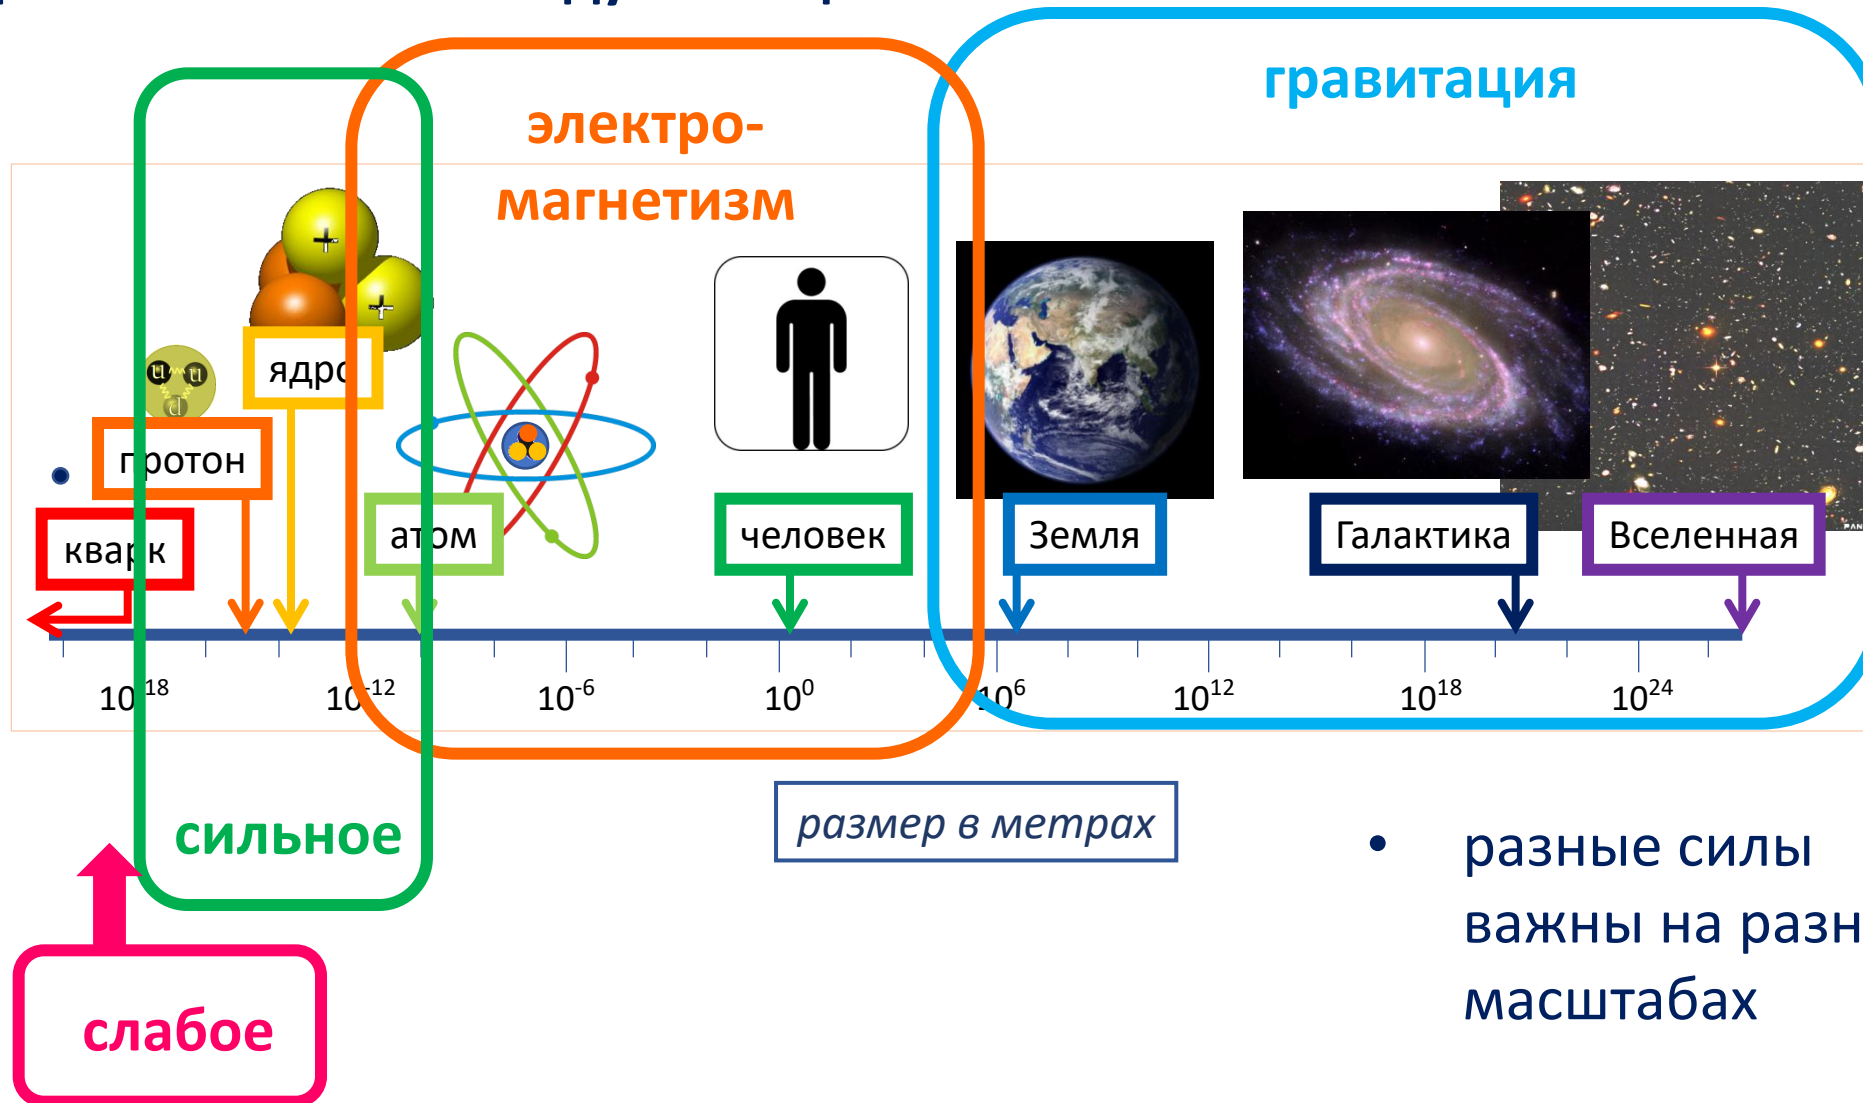 гравитация
электро-
магнетизм
+
+
u u
d
ядро
протон
кварк
атом
человек
Земля
Галактика
Вселенная
10⁻¹⁸ 10⁻¹² 10⁻⁶ 10⁰ 10⁶ 10¹² 10¹⁸ 10²⁴
размер в метрах
сильное
слабое
• разные силы
важны на разн
масштабах